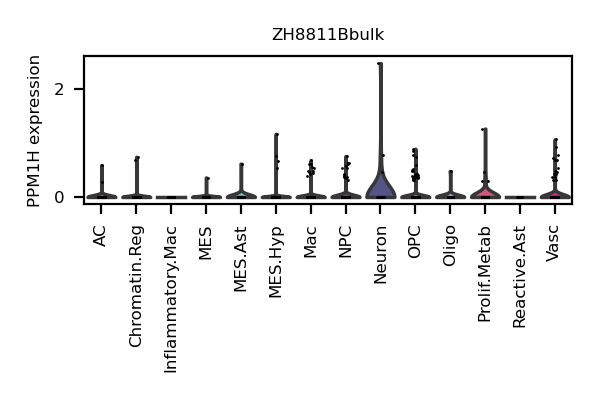 ZH8811Bbulk
PPM1H expression
2
0
AC
Chromatin.Reg
Inflammatory.Mac
MES
MES.Ast
MES.Hyp
Mac
NPC
Neuron
OPC
Oligo
Prolif.Metab
Reactive.Ast
Vasc